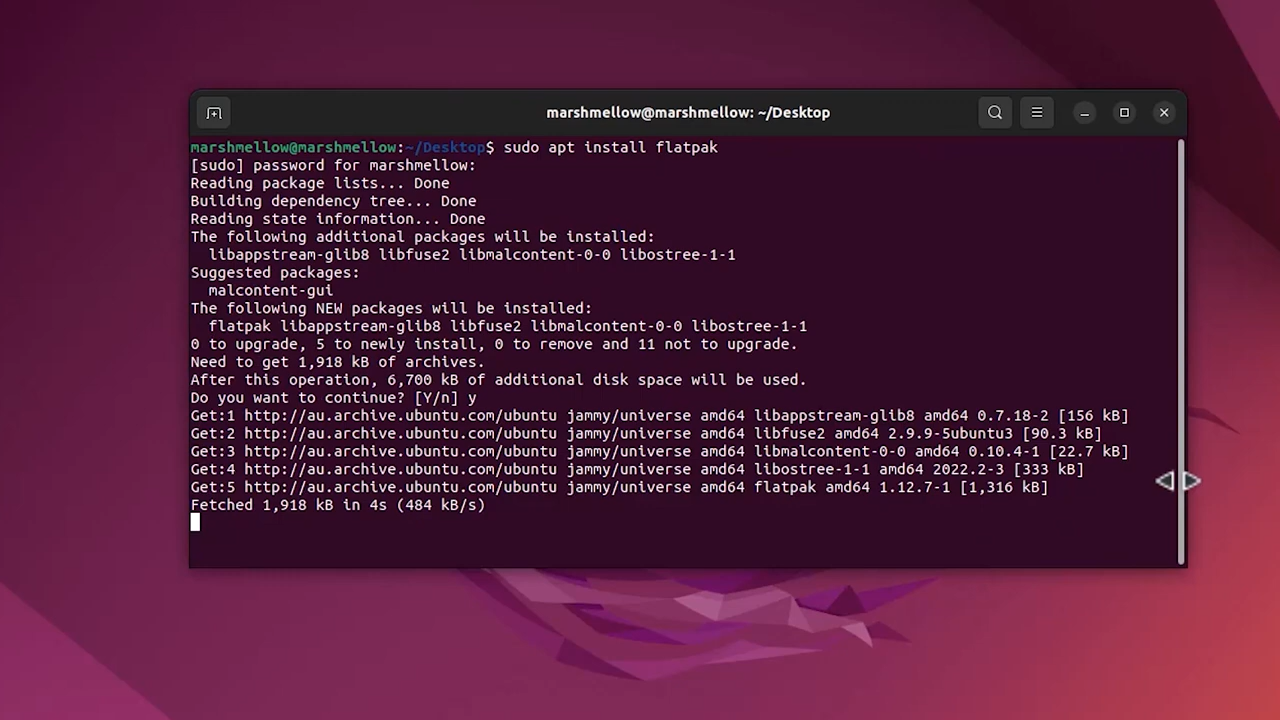 marshmellow@marshmellow: ~/Desktop
marshmellow@marshmellow:~/Desktop$ sudo apt install flatpak
[sudo] password for marshmellow:
Reading package lists... Done
Building dependency tree... Done
Reading state information... Done
The following additional packages will be installed:
  libappstream-glib8 libfuse2 libmalcontent-0-0 libostree-1-1
Suggested packages:
  malcontent-gui
The following NEW packages will be installed:
  flatpak libappstream-glib8 libfuse2 libmalcontent-0-0 libostree-1-1
0 to upgrade, 5 to newly install, 0 to remove and 11 not to upgrade.
Need to get 1,918 kB of archives.
After this operation, 6,700 kB of additional disk space will be used.
Do you want to continue? [Y/n] y
Get:1 http://au.archive.ubuntu.com/ubuntu jammy/universe amd64 libappstream-glib8 amd64 0.7.18-2 [156 kB]
Get:2 http://au.archive.ubuntu.com/ubuntu jammy/universe amd64 libfuse2 amd64 2.9.9-5ubuntu3 [90.3 kB]
Get:3 http://au.archive.ubuntu.com/ubuntu jammy/universe amd64 libmalcontent-0-0 amd64 0.10.4-1 [22.7 kB]
Get:4 http://au.archive.ubuntu.com/ubuntu jammy/universe amd64 libostree-1-1 amd64 2022.2-3 [333 kB]
Get:5 http://au.archive.ubuntu.com/ubuntu jammy/universe amd64 flatpak amd64 1.12.7-1 [1,316 kB]
Fetched 1,918 kB in 4s (484 kB/s)